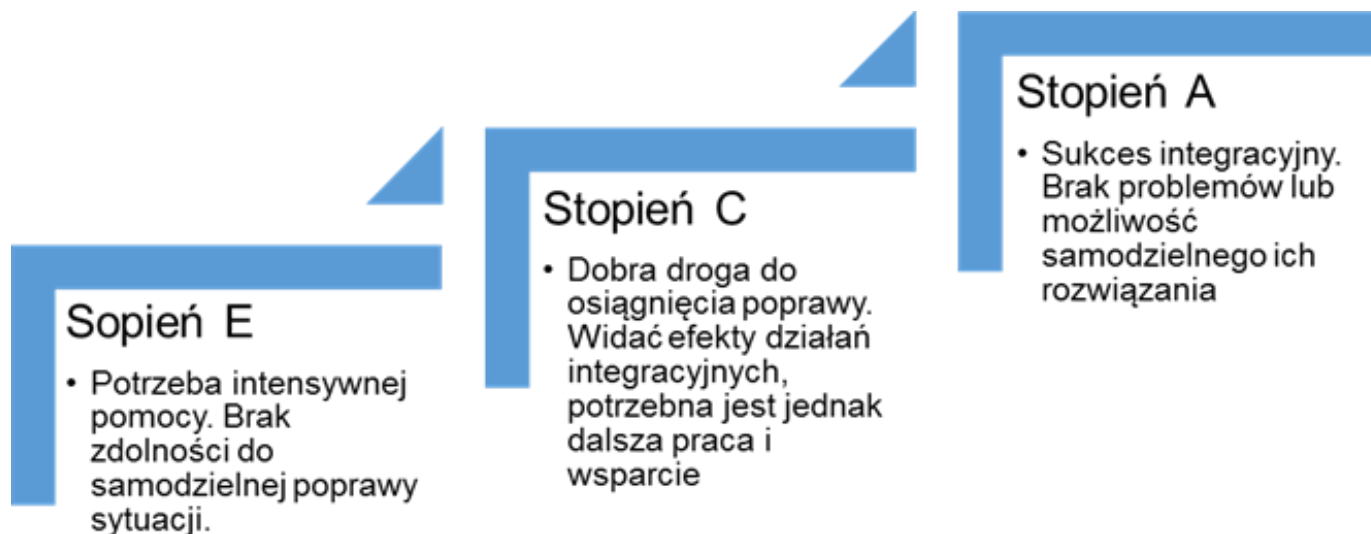 Sopień E
• Potrzeba intensywnej
pomocy. Brak
zdolności do
samodzielnej poprawy
sytuacji.
Stopień C
• Dobra droga do
osiągnięcia poprawy.
Widać efekty działań
integracyjnych,
potrzebna jest jednak
dalsza praca i
wsparcie
Stopień A
• Sukces integracyjny.
Brak problemów lub
możliwość
samodzielnego ich
rozwiązania